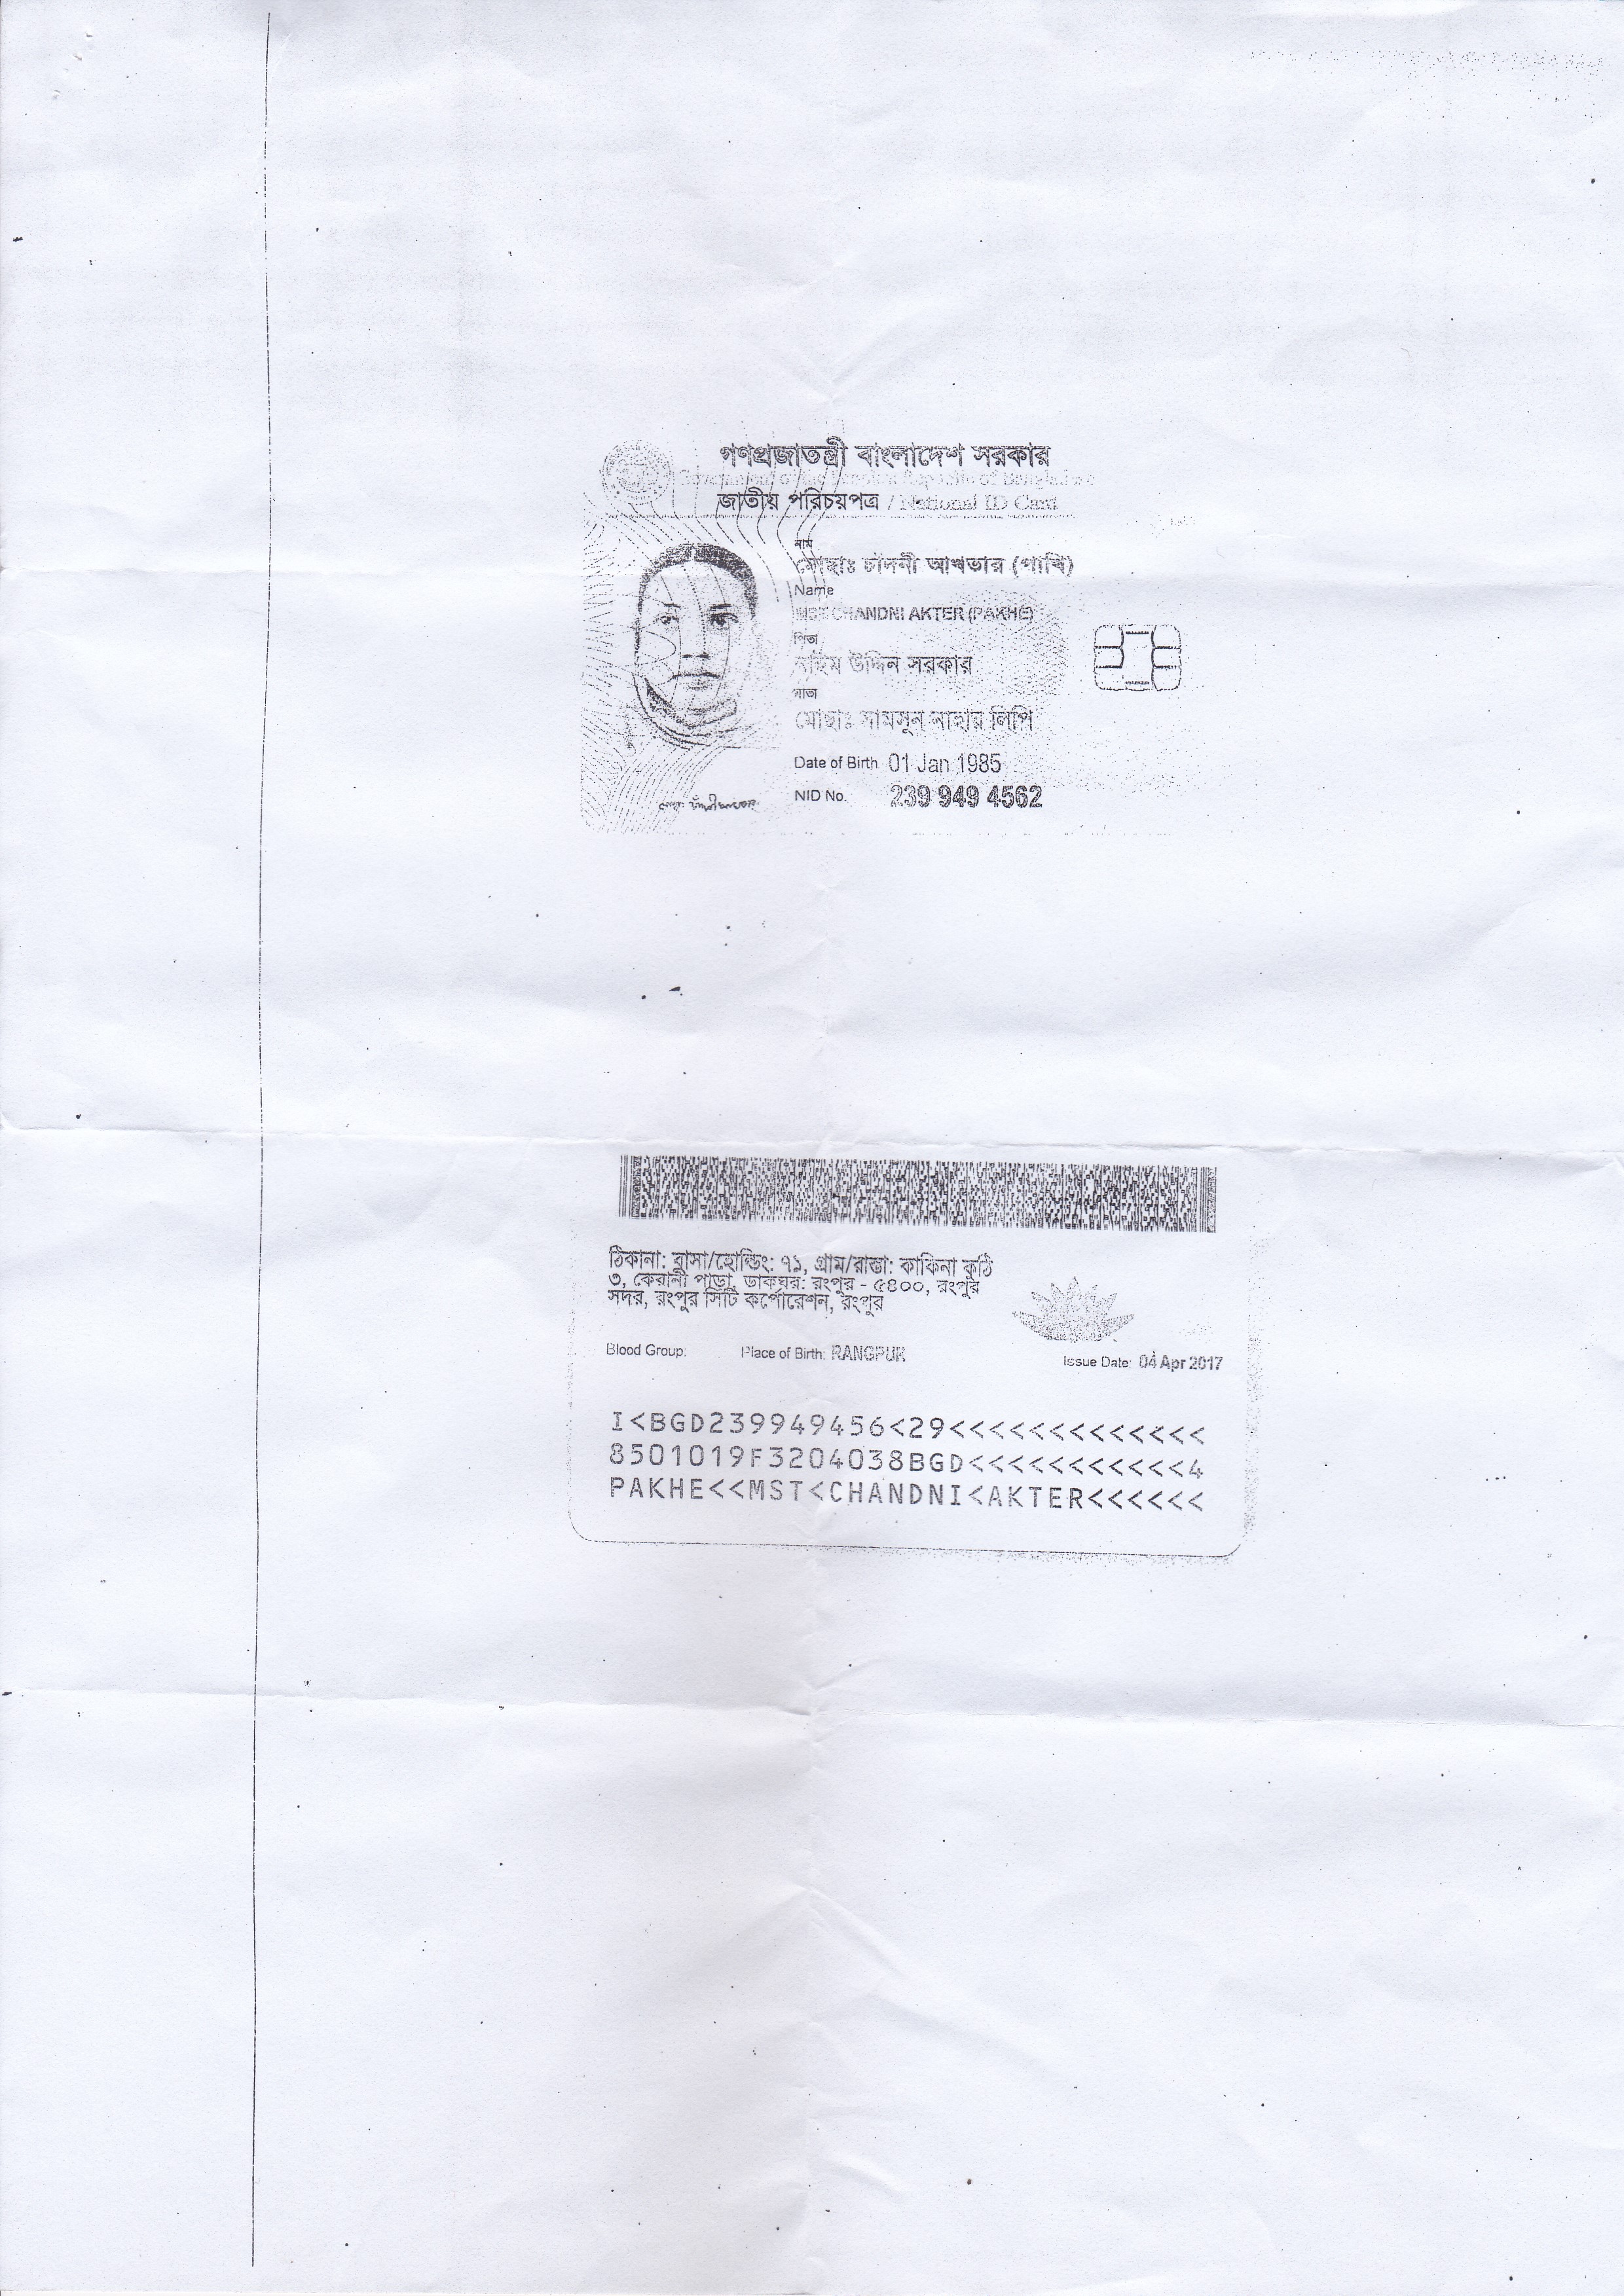 গণপ্রজাতন্ত্রী বাংলাদেশ সরকার
Government of the People's Republic of Bangladesh
জাতীয় পরিচয়পত্র / National ID Card
নাম
মোছাঃ চাঁদনী আখতার (পাখি)
Name
MST CHANDNI AKTER (PAKHE)
পিতা
উদ্দিন সরকার
মাতা
মোছাঃ সামসুন নাহার লিপি
Date of Birth 01 Jan 1985
NID No. 239 949 4562
ঠিকানা: বাসা/হোল্ডিং: ৭১, গ্রাম/রাস্তা: কাকিনা কুঠি
৩, কেরানী পাড়া, ডাকঘর: রংপুর - ৫৪০০, রংপুর
সদর, রংপুর সিটি কর্পোরেশন, রংপুর
Blood Group: Place of Birth: RANGPUR Issue Date: 04 Apr 2017
I<BGD239949456<29<<<<<<<<<<<<<
8501019F3204038BGD<<<<<<<<<<<4
PAKHE<<MST<CHANDNI<AKTER<<<<<<